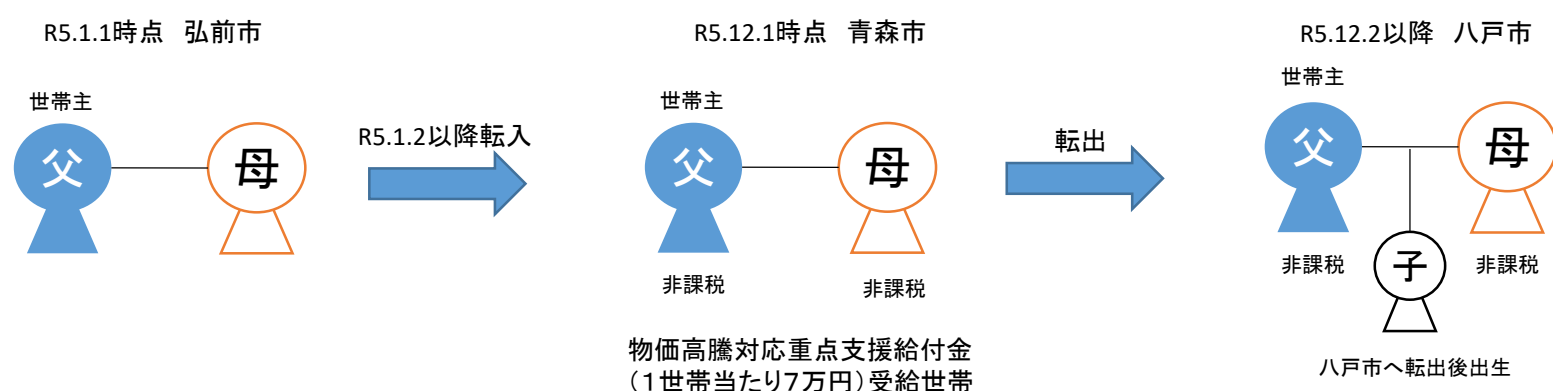 R5.1.1時点　弘前市
世帯主
父
母
R5.1.2以降転入
R5.12.1時点　青森市
世帯主
父
母
非課税
非課税
物価高騰対応重点支援給付金
（１世帯当たり７万円）受給世帯
転出
R5.12.2以降　八戸市
世帯主
父
母
非課税
子
非課税
八戸市へ転出後出生